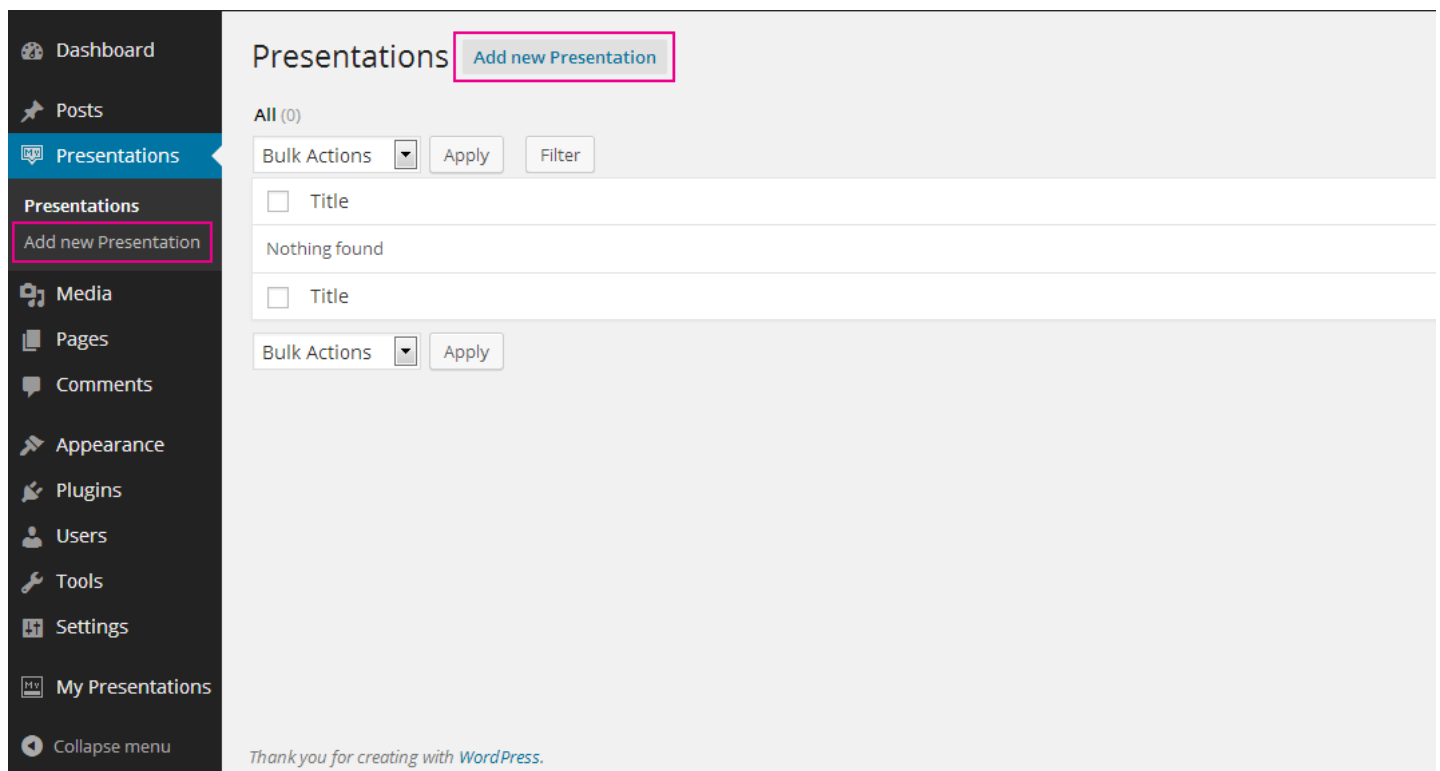 Dashboard
Posts
Presentations
Presentations
Add new Presentation
Media
Pages
Comments
Appearance
Plugins
Users
Tools
Settings
My Presentations
Collapse menu
Presentations Add new Presentation
All (0)
Bulk Actions Apply Filter
Title
Nothing found
Title
Bulk Actions Apply
Thank you for creating with WordPress.